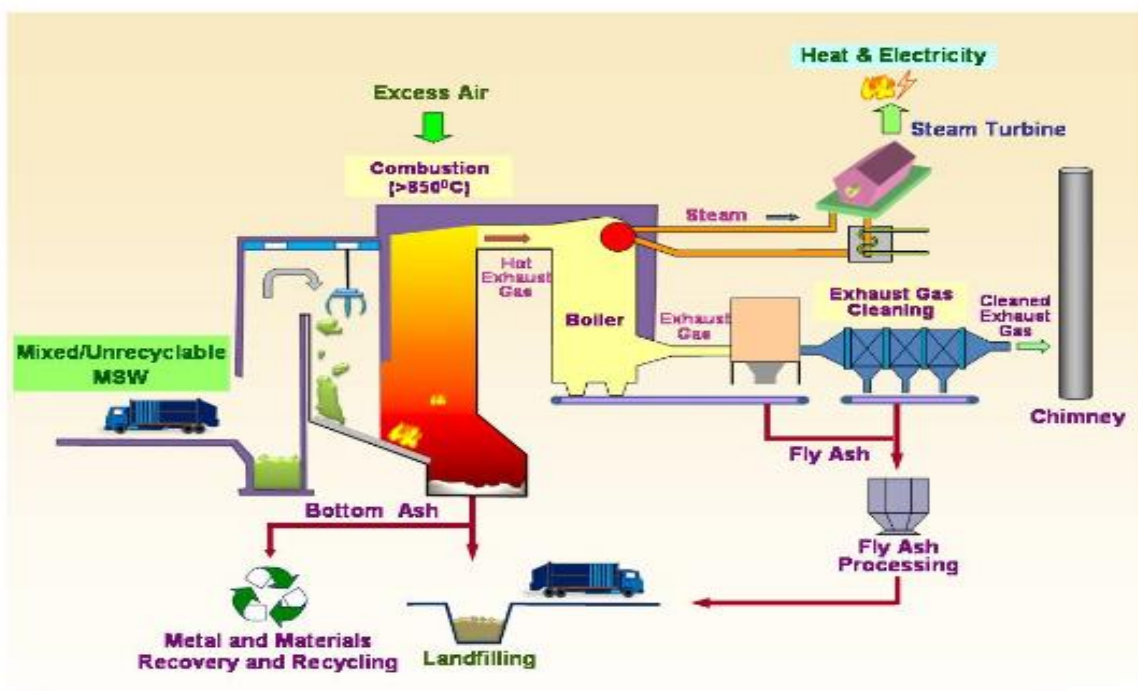 Heat & Electricity
Excess Air
Steam Turbine
Combustion
(>850⁰C)
Steam
Hot
Exhaust
Gas
Boiler
Exhaust
Gas
Exhaust Gas
Cleaning
Cleaned
Exhaust
Gas
Mixed/Unrecyclable
MSW
Chimney
Fly Ash
Bottom Ash
Fly Ash
Processing
Metal and Materials
Recovery and Recycling
Landfilling